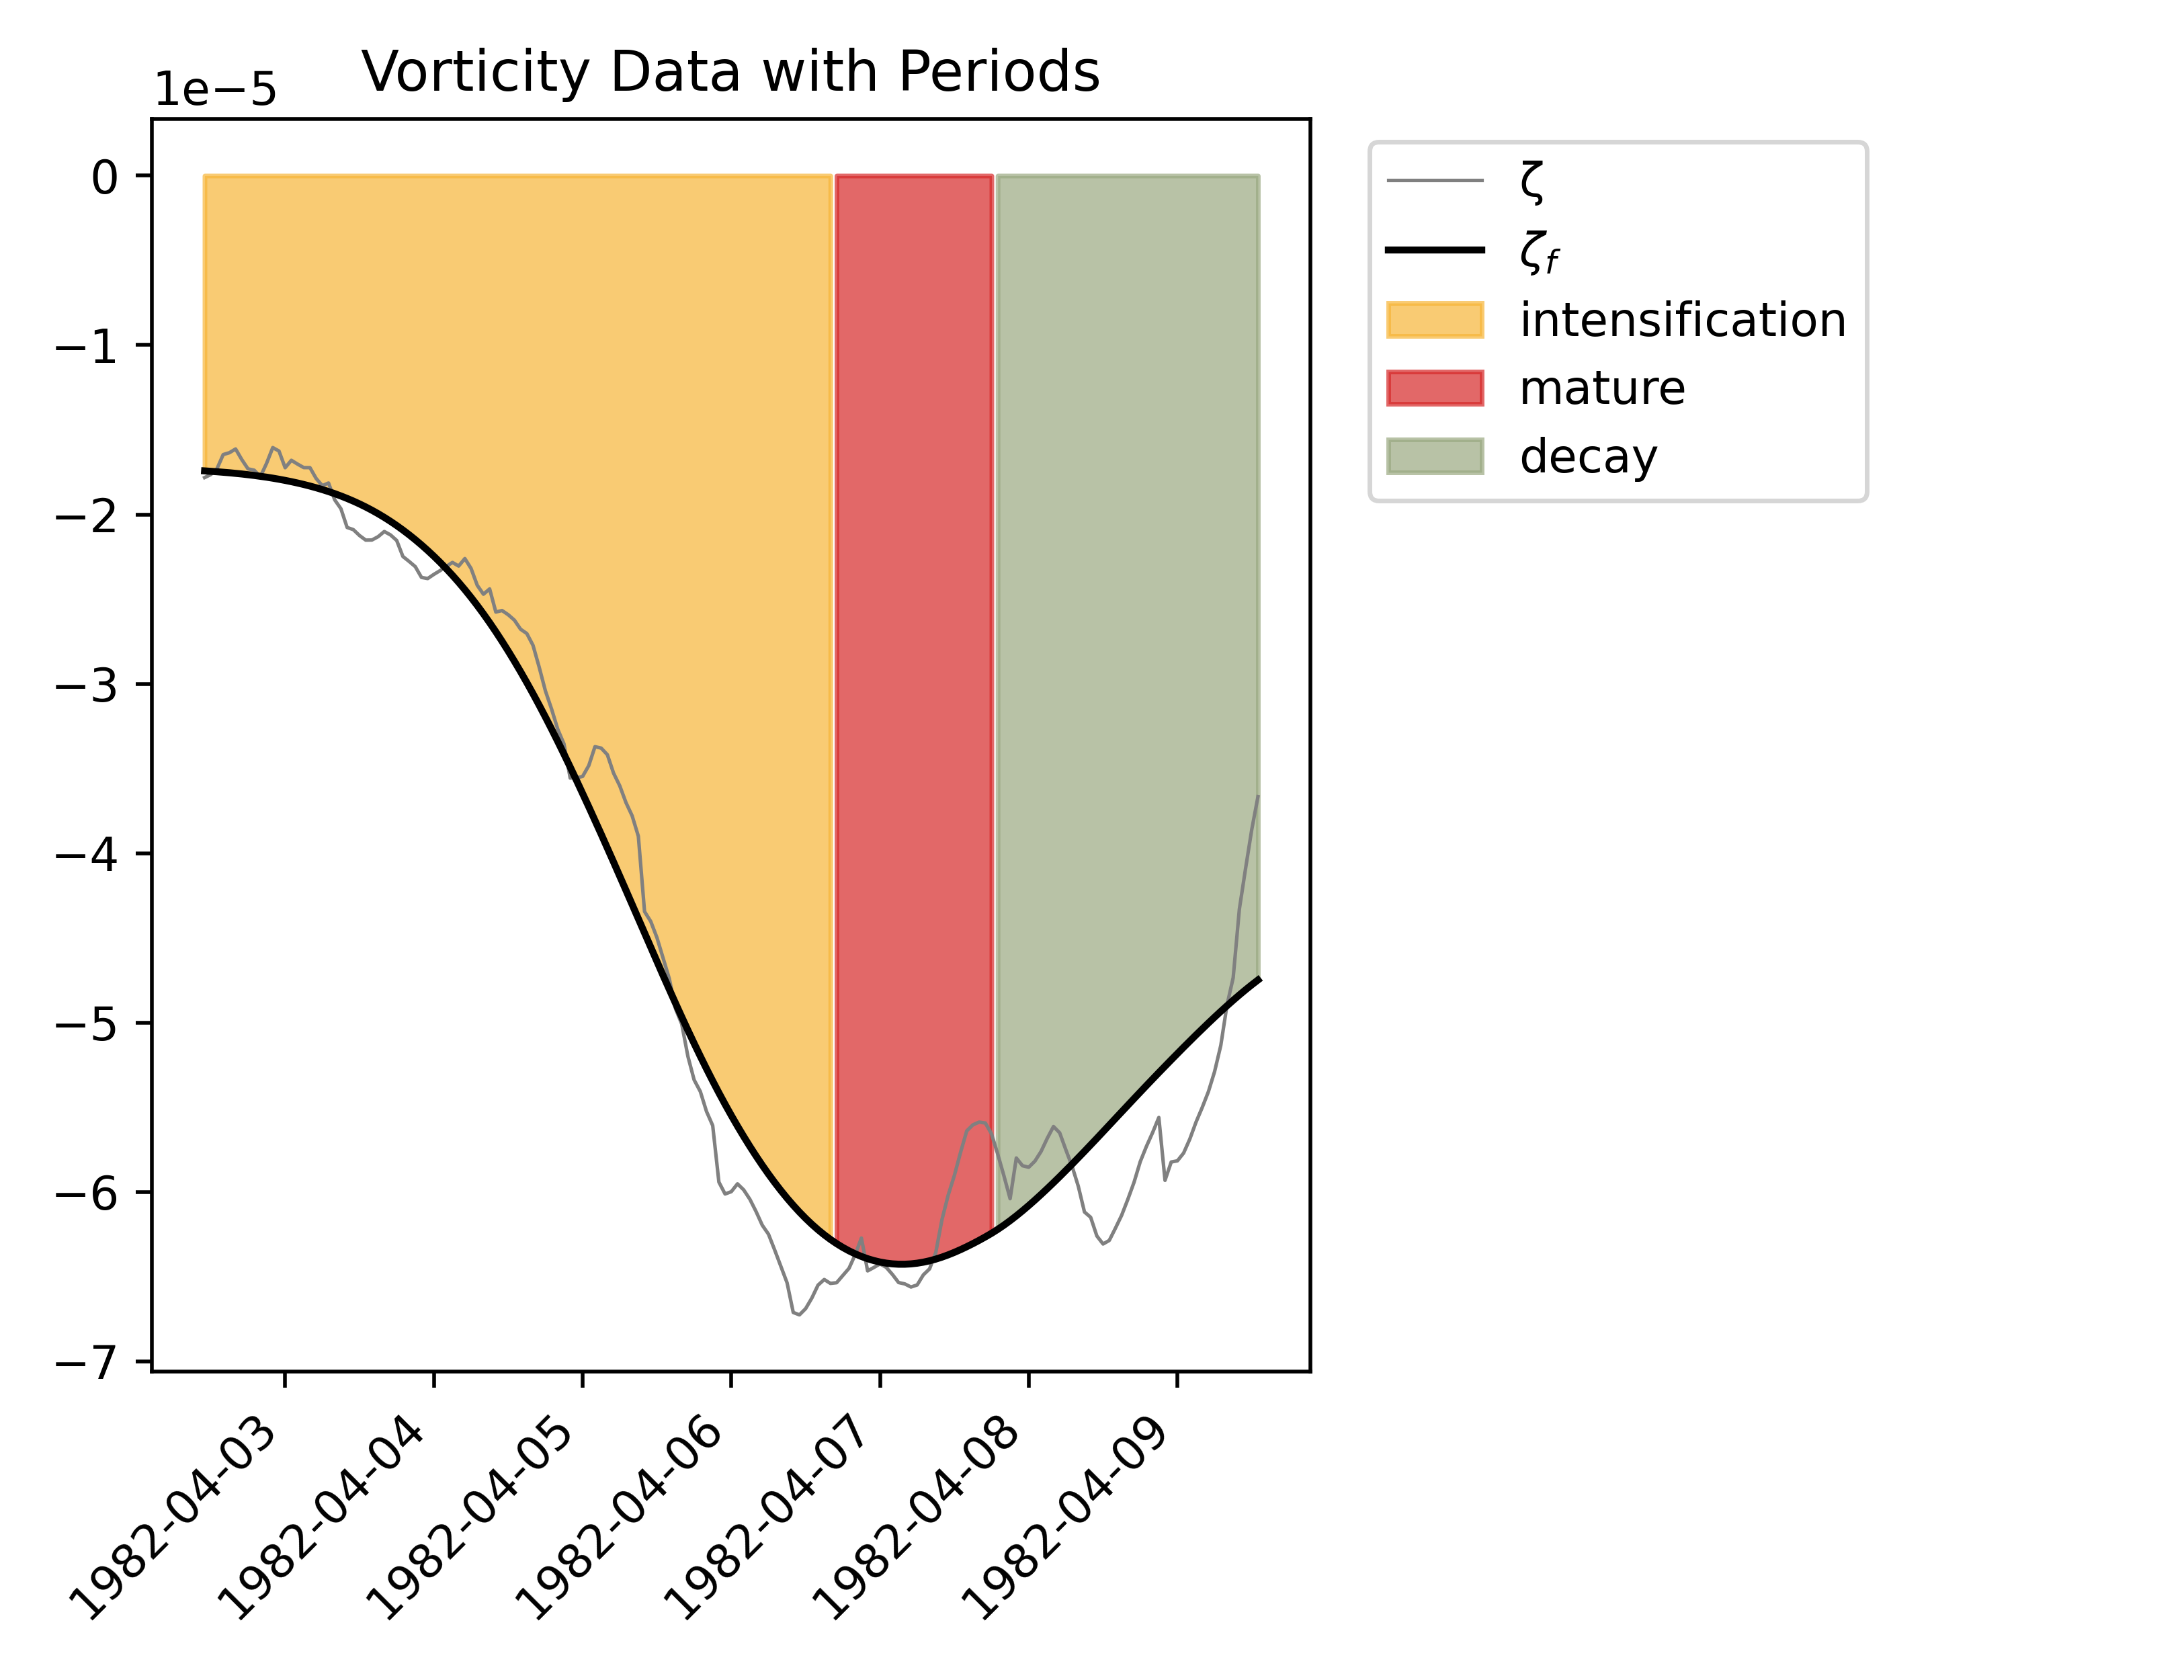 Vorticity Data with Periods
1e−5
0
−1
−2
−3
−4
−5
−6
−7
1982-04-03
1982-04-04
1982-04-05
1982-04-06
1982-04-07
1982-04-08
1982-04-09
ζ
ζf
intensification
mature
decay